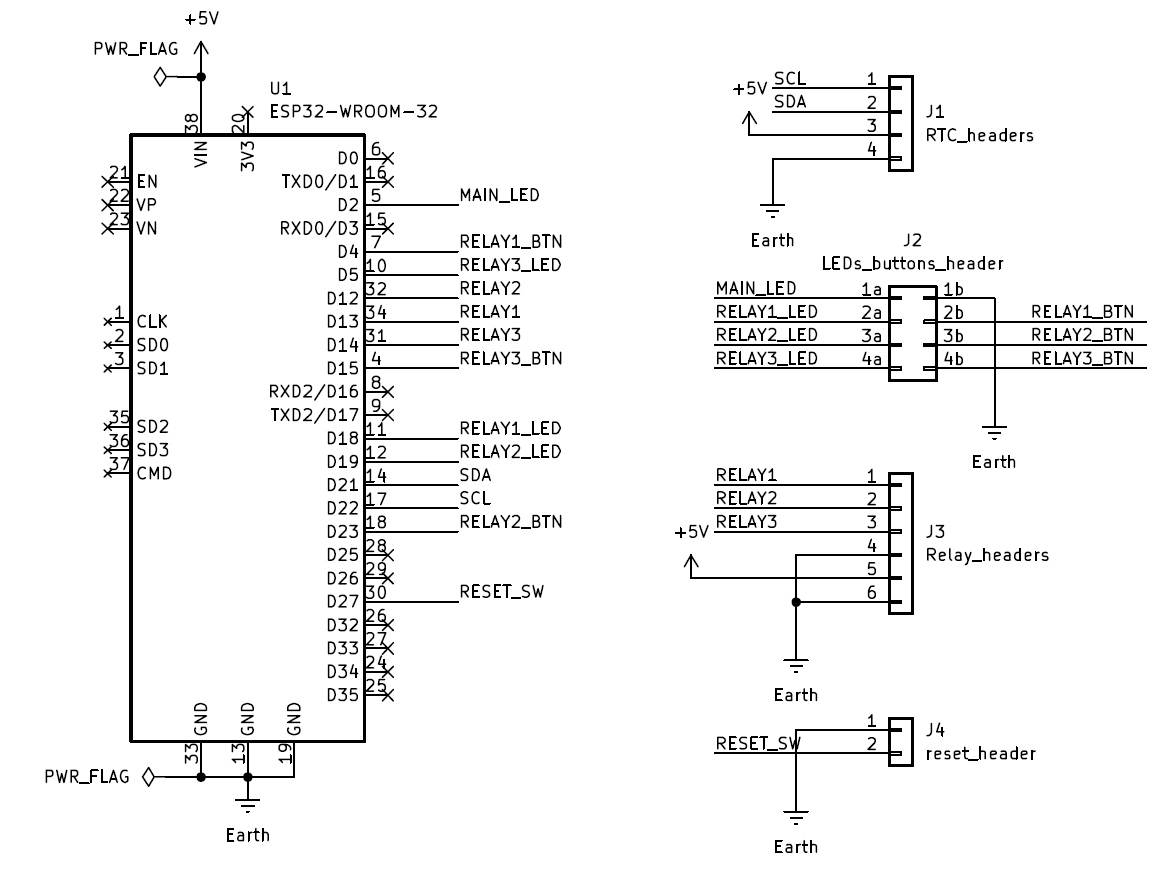 +5V
PWR_FLAG
U1
ESP32-WROOM-32
38
VIN
20
3V3
21 EN
22 VP
23 VN
1 CLK
2 SD0
3 SD1
35 SD2
36 SD3
37 CMD
D0 6
TXD0/D1 16
D2 5 MAIN_LED
RXD0/D3 15
D4 7 RELAY1_BTN
D5 10 RELAY3_LED
D12 32 RELAY2
D13 34 RELAY1
D14 31 RELAY3
D15 4 RELAY3_BTN
RXD2/D16 8
TXD2/D17 9
D18 11 RELAY1_LED
D19 12 RELAY2_LED
D21 14 SDA
D22 17 SCL
D23 18 RELAY2_BTN
D25 28
D26 29
D27 30 RESET_SW
D32 26
D33 27
D34 24
D35 25
GND GND GND
33 13 19
PWR_FLAG
Earth
SCL 1
+5V
SDA 2
3
4
J1
RTC_headers
Earth
J2
LEDs_buttons_header
MAIN_LED 1a 1b
RELAY1_LED 2a 2b RELAY1_BTN
RELAY2_LED 3a 3b RELAY2_BTN
RELAY3_LED 4a 4b RELAY3_BTN
Earth
RELAY1 1
RELAY2 2
+5V RELAY3 3
4
5
6
J3
Relay_headers
Earth
1
RESET_SW 2
J4
reset_header
Earth